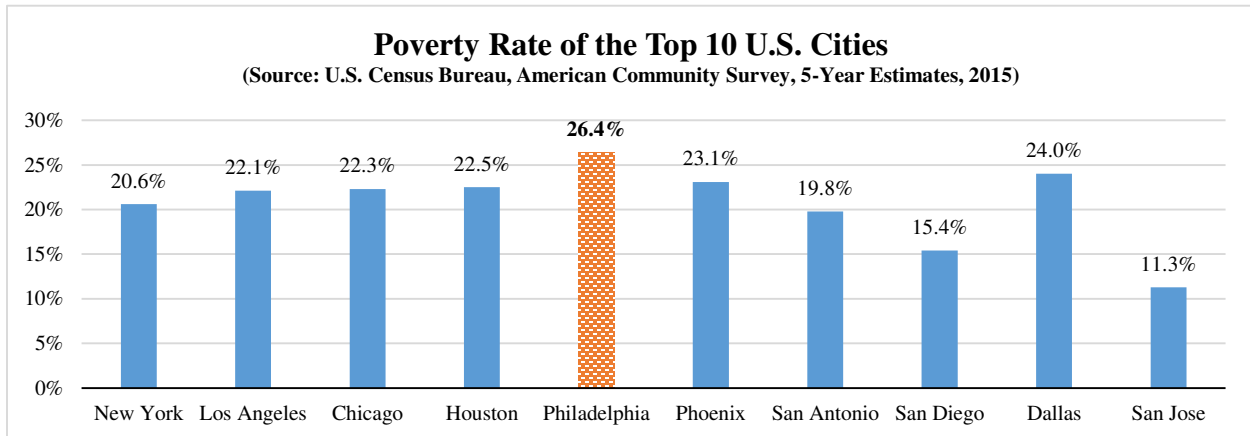 Poverty Rate of the Top 10 U.S. Cities
(Source: U.S. Census Bureau, American Community Survey, 5-Year Estimates, 2015)
30%
25%
20%
15%
10%
5%
0%
20.6%
22.1%
22.3%
22.5%
26.4%
23.1%
19.8%
15.4%
24.0%
11.3%
New York
Los Angeles
Chicago
Houston
Philadelphia
Phoenix
San Antonio
San Diego
Dallas
San Jose